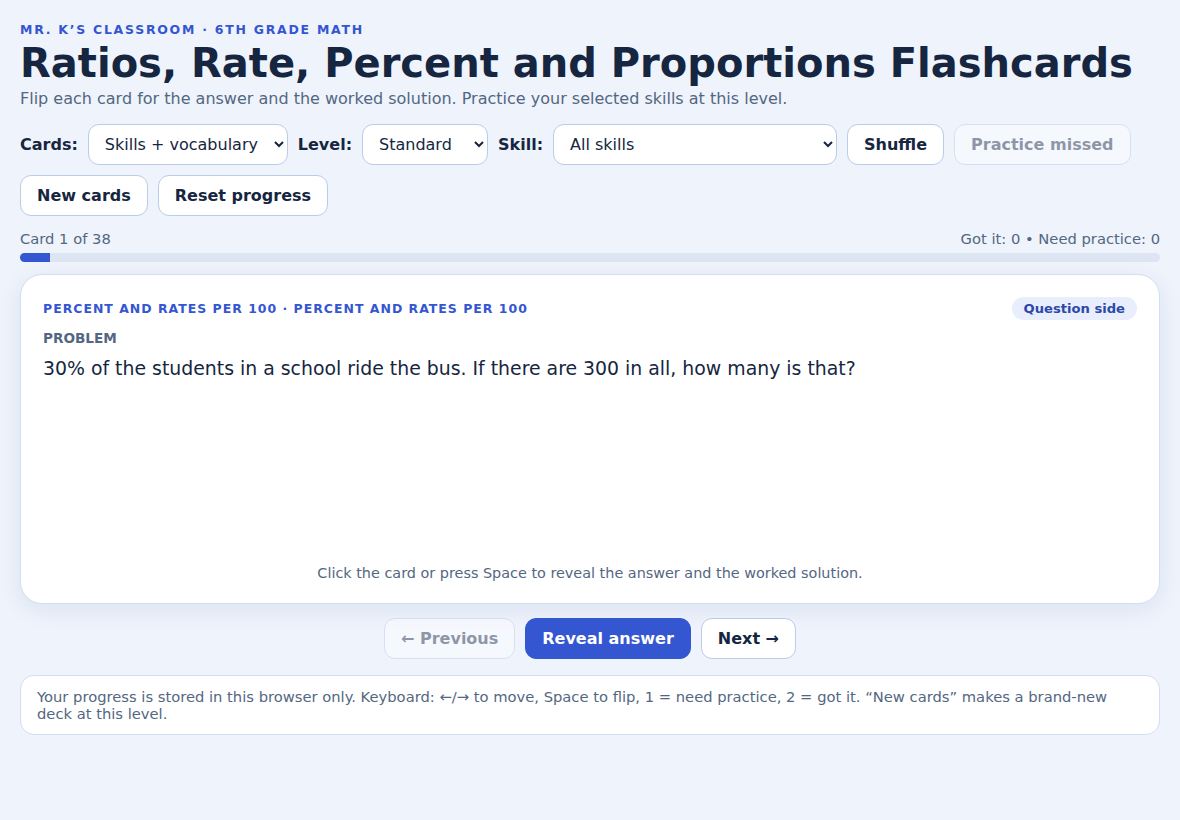 MR. K’S CLASSROOM · 6TH GRADE MATH
Ratios, Rate, Percent and Proportions Flashcards
Flip each card for the answer and the worked solution. Practice your selected skills at this level.
Cards: Skills + vocabulary Level: Standard Skill: All skills Shuffle Practice missed
New cards Reset progress
Card 1 of 38 Got it: 0 • Need practice: 0
PERCENT AND RATES PER 100 · PERCENT AND RATES PER 100 Question side
PROBLEM
30% of the students in a school ride the bus. If there are 300 in all, how many is that?
Click the card or press Space to reveal the answer and the worked solution.
← Previous Reveal answer Next →
Your progress is stored in this browser only. Keyboard: ←/→ to move, Space to flip, 1 = need practice, 2 = got it. “New cards” makes a brand-new
deck at this level.